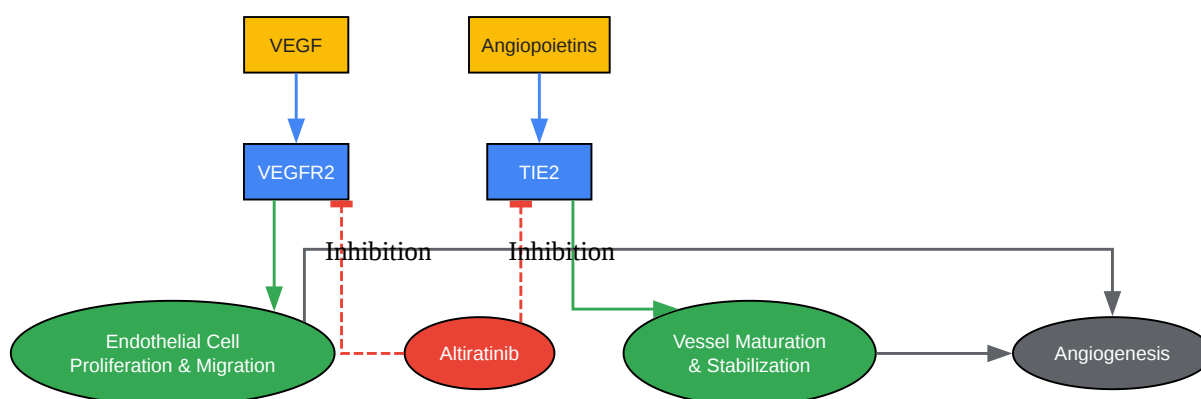 VEGF
Angiopoietins
VEGFR2
TIE2
Inhibition
Inhibition
Endothelial Cell
Proliferation & Migration
Altiratinib
Vessel Maturation
& Stabilization
Angiogenesis